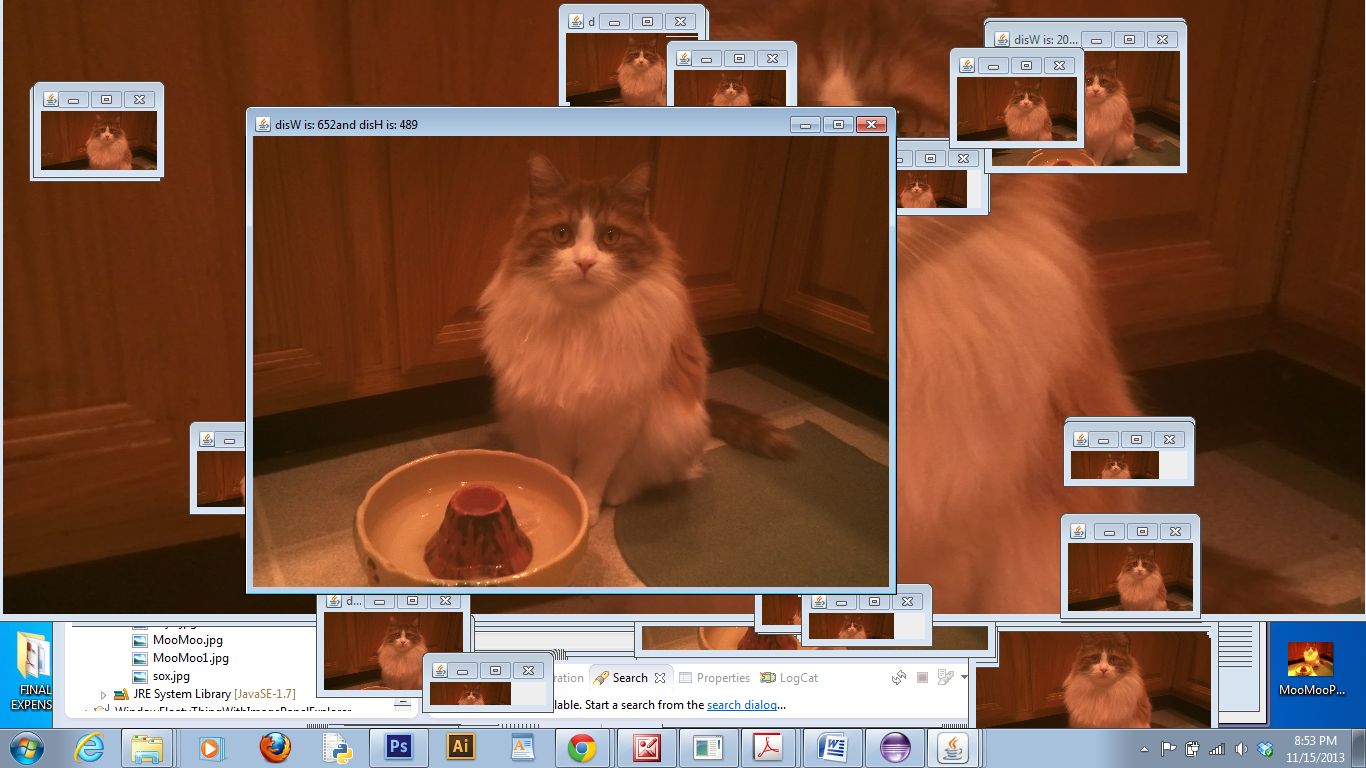 d
disW is: 20...
disW is: 652and disH is: 489
d...
MooMoo.jpg
MooMoo1.jpg
sox.jpg
JRE System Library [JavaSE-1.7]
Search
Properties
LogCat
lable. Start a search from the search dialog...
FINAL
EXPENS
MooMooP...
Ps
Ai
A
W
8:53 PM
11/15/2013